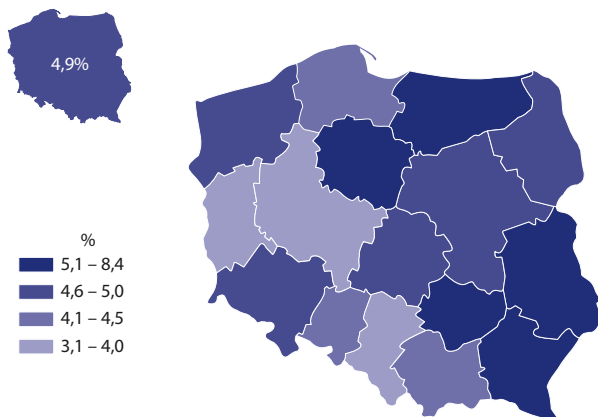 4,9%
%
5,1 – 8,4
4,6 – 5,0
4,1 – 4,5
3,1 – 4,0